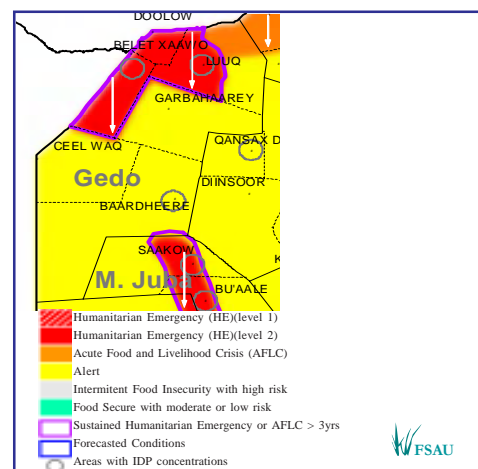 DOOLOW
BELET XAAWO
LUUQ
GARBAHAAREY
QANSAX D
CEEL WAQ
Gedo
DIINSOOR
BAARDHEERE
SAAKOW
K
M. Juba
BU'AALE
Humanitarian Emergency (HE)(level 1)
Humanitarian Emergency (HE)(level 2)
Acute Food and Livelihood Crisis (AFLC)
Alert
Intermitent Food Insecurity with high risk
Food Secure with moderate or low risk
Sustained Humanitarian Emergency or AFLC > 3yrs
Forecasted Conditions
Areas with IDP concentrations
FSAU